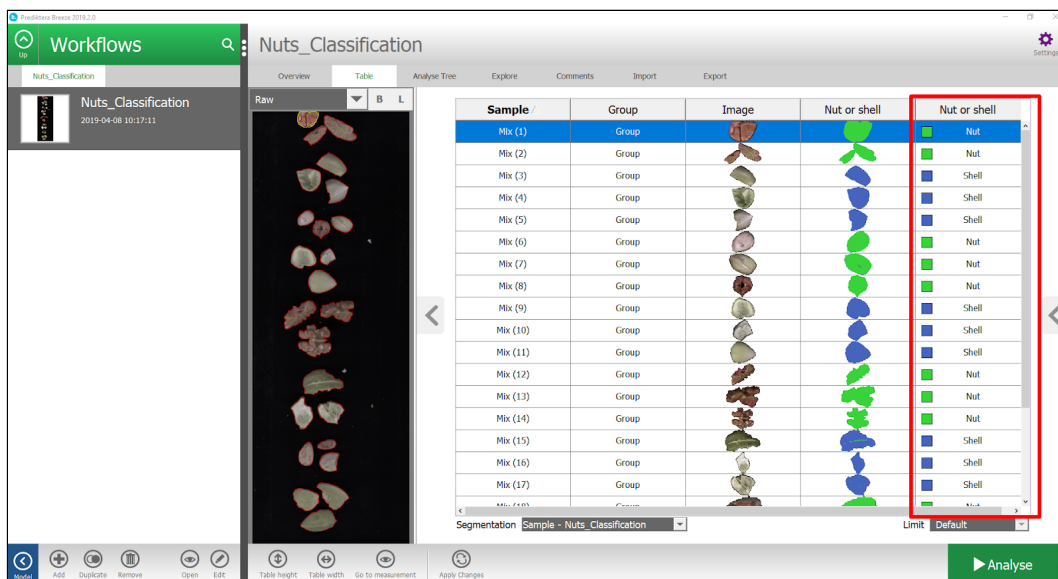 Prediktera Breeze 2019.2.0
Up
Workflows
Nuts_Classification
Settings
Nuts_Classification
Overview Table Analyse Tree Explore Comments Import Export
Nuts_Classification
2019-04-08 10:17:11
Raw B L
Sample Group Image Nut or shell Nut or shell
Mix (1) Group Nut
Mix (2) Group Nut
Mix (3) Group Shell
Mix (4) Group Shell
Mix (5) Group Shell
Mix (6) Group Nut
Mix (7) Group Nut
Mix (8) Group Nut
Mix (9) Group Shell
Mix (10) Group Shell
Mix (11) Group Shell
Mix (12) Group Nut
Mix (13) Group Nut
Mix (14) Group Nut
Mix (15) Group Shell
Mix (16) Group Shell
Mix (17) Group Shell
Mix (18) Group Nut
Segmentation Sample - Nuts_Classification Limit Default
Model Add Duplicate Remove Open Edit Table height Table width Go to measurement Apply Changes Analyse